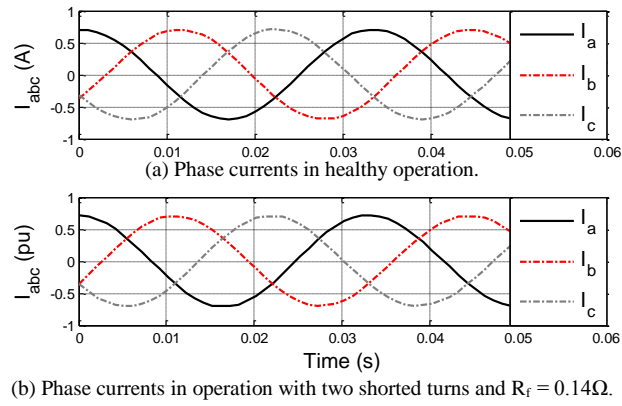 1
0.5
0
-0.5
-1
I_abc (A)
0 0.01 0.02 0.03 0.04 0.05 0.06
I_a
I_b
I_c
(a) Phase currents in healthy operation.
1
0.5
0
-0.5
-1
I_abc (pu)
0 0.01 0.02 0.03 0.04 0.05 0.06
I_a
I_b
I_c
Time (s)
(b) Phase currents in operation with two shorted turns and R_f = 0.14Ω.